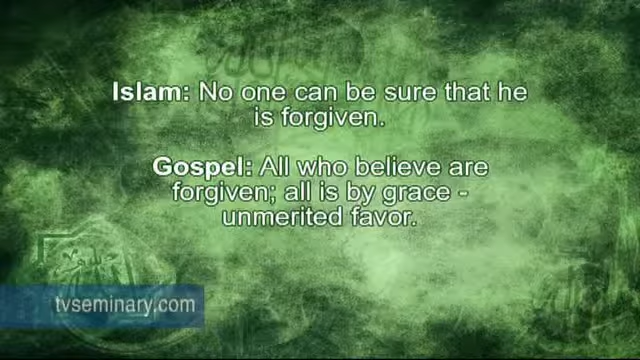 Islam: No one can be sure that he
is forgiven.
Gospel: All who believe are
forgiven; all is by grace -
unmerited favor.
tvseminary.com